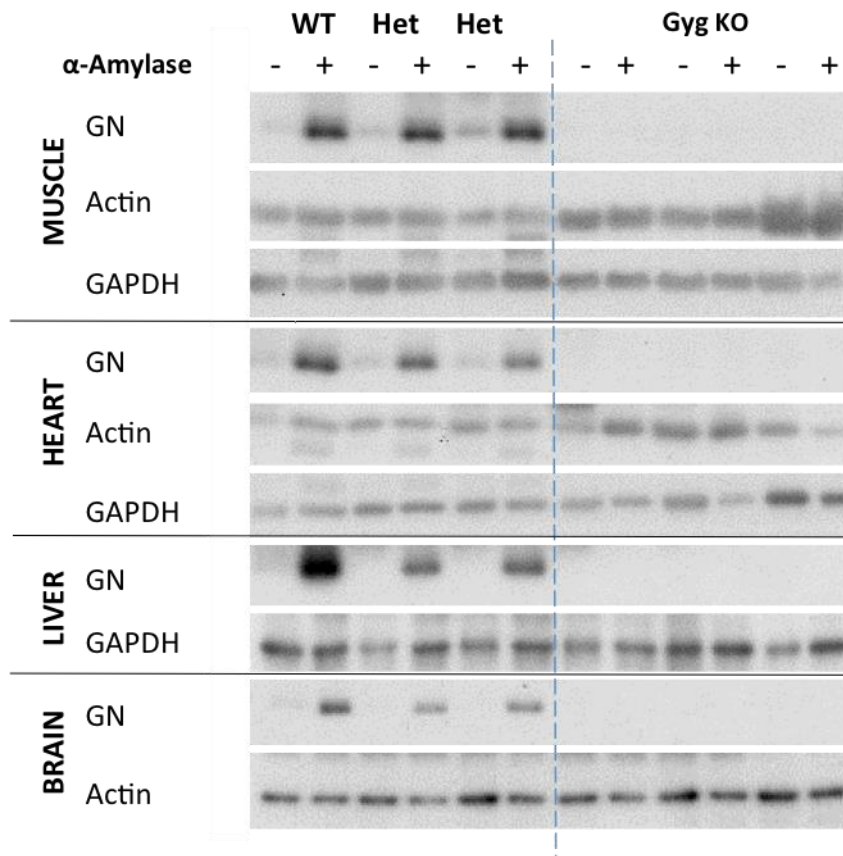 WT Het Het Gyg KO
α-Amylase - + - + - + - + - + - +
MUSCLE
GN
Actin
GAPDH
HEART
GN
Actin
GAPDH
LIVER
GN
GAPDH
BRAIN
GN
Actin